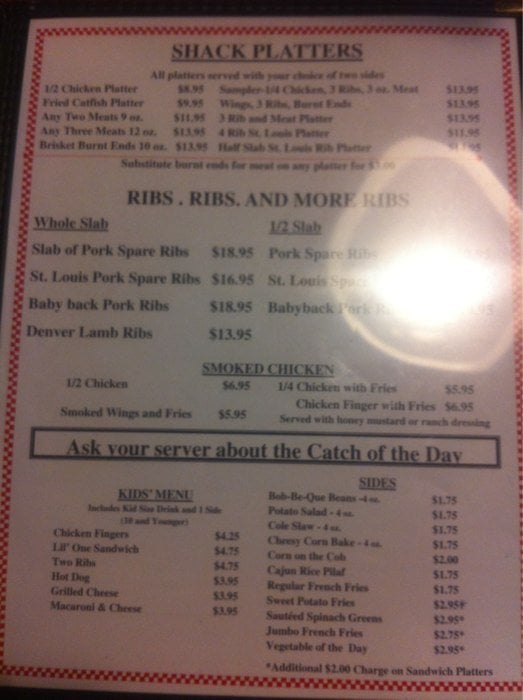 SHACK PLATTERS
All platters served with your choice of two sides
1/2 Chicken Platter $8.95 Sampler-1/4 Chicken, 3 Ribs, 3 oz. Meat $13.95
Fried Catfish Platter $9.95 Wings, 3 Ribs, Burnt Ends $13.95
Any Two Meats 9 oz. $11.95 3 Rib and Meat Platter $13.95
Any Three Meats 12 oz. $13.95 4 Rib St. Louis Platter $11.95
Brisket Burnt Ends 10 oz. $13.95 Half Slab St. Louis Rib Platter
Substitute burnt ends for meat on any platter for $3.00
RIBS . RIBS. AND MORE RIBS
Whole Slab 1/2 Slab
Slab of Pork Spare Ribs $18.95 Pork Spare Ribs
St. Louis Pork Spare Ribs $16.95 St. Louis Spare
Baby back Pork Ribs $18.95 Babyback Pork
Denver Lamb Ribs $13.95
SMOKED CHICKEN
1/2 Chicken $6.95 1/4 Chicken with Fries $5.95
Smoked Wings and Fries $5.95 Chicken Finger with Fries $6.95
Served with honey mustard or ranch dressing
Ask your server about the Catch of the Day
KIDS' MENU
Includes Kid Size Drink and 1 Side
(10 and Younger)
Chicken Fingers $4.25
Lil' One Sandwich $4.75
Two Ribs $4.75
Hot Dog $3.95
Grilled Cheese $3.95
Macaroni & Cheese $3.95
SIDES
Bob-Be-Que Beans -4 oz. $1.75
Potato Salad - 4 oz. $1.75
Cole Slaw - 4 oz. $1.75
Cheesy Corn Bake - 4 oz. $1.75
Corn on the Cob $2.00
Cajun Rice Pilaf $1.75
Regular French Fries $1.75
Sweet Potato Fries $2.95*
Sautéed Spinach Greens $2.95*
Jumbo French Fries $2.75*
Vegetable of the Day $2.95*
*Additional $2.00 Charge on Sandwich Platters